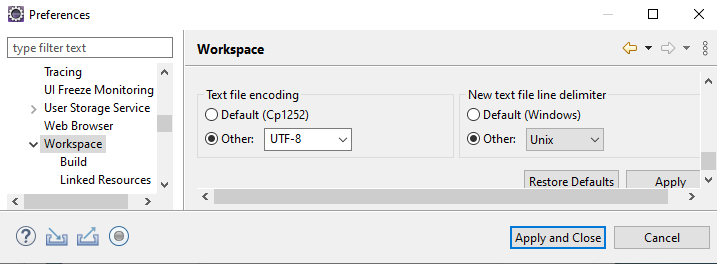 Preferences
type filter text
Workspace
Tracing
UI Freeze Monitoring
User Storage Service
Web Browser
Workspace
Build
Linked Resources
Text file encoding
Default (Cp1252)
Other: UTF-8
New text file line delimiter
Default (Windows)
Other: Unix
Restore Defaults Apply
? Apply and Close Cancel